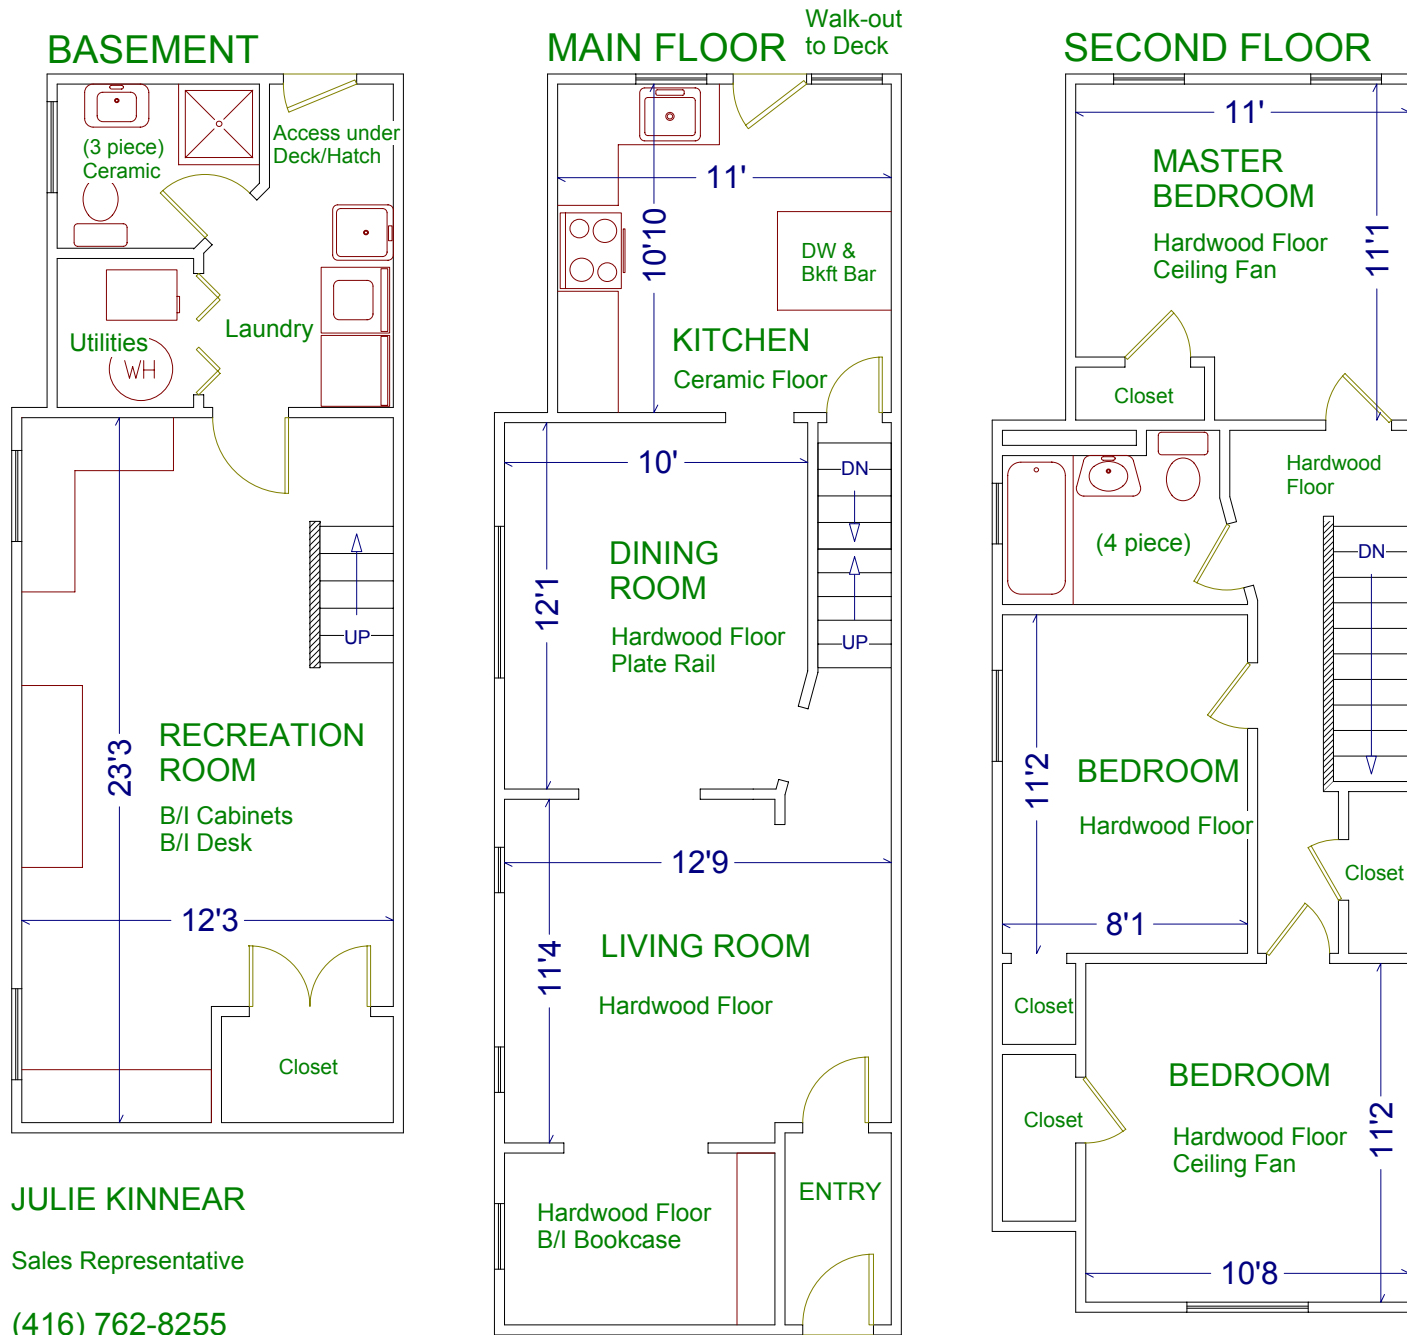 BASEMENT
(3 piece)
Ceramic
Access under
Deck/Hatch
Utilities
WH
Laundry
UP
RECREATION
ROOM
B/I Cabinets
B/I Desk
23'3
12'3
Closet
JULIE KINNEAR
Sales Representative
(416) 762-8255
MAIN FLOOR
Walk-out
to Deck
11'
10'10
DW &
Bkft Bar
KITCHEN
Ceramic Floor
10'
DN
DINING
ROOM
12'1
Hardwood Floor
Plate Rail
UP
12'9
LIVING ROOM
11'4
Hardwood Floor
ENTRY
Hardwood Floor
B/I Bookcase
SECOND FLOOR
11'
MASTER
BEDROOM
Hardwood Floor
Ceiling Fan
11'1
Closet
Hardwood
Floor
(4 piece)
DN
11'2
BEDROOM
Hardwood Floor
Closet
8'1
Closet
BEDROOM
Closet
Hardwood Floor
Ceiling Fan
11'2
10'8